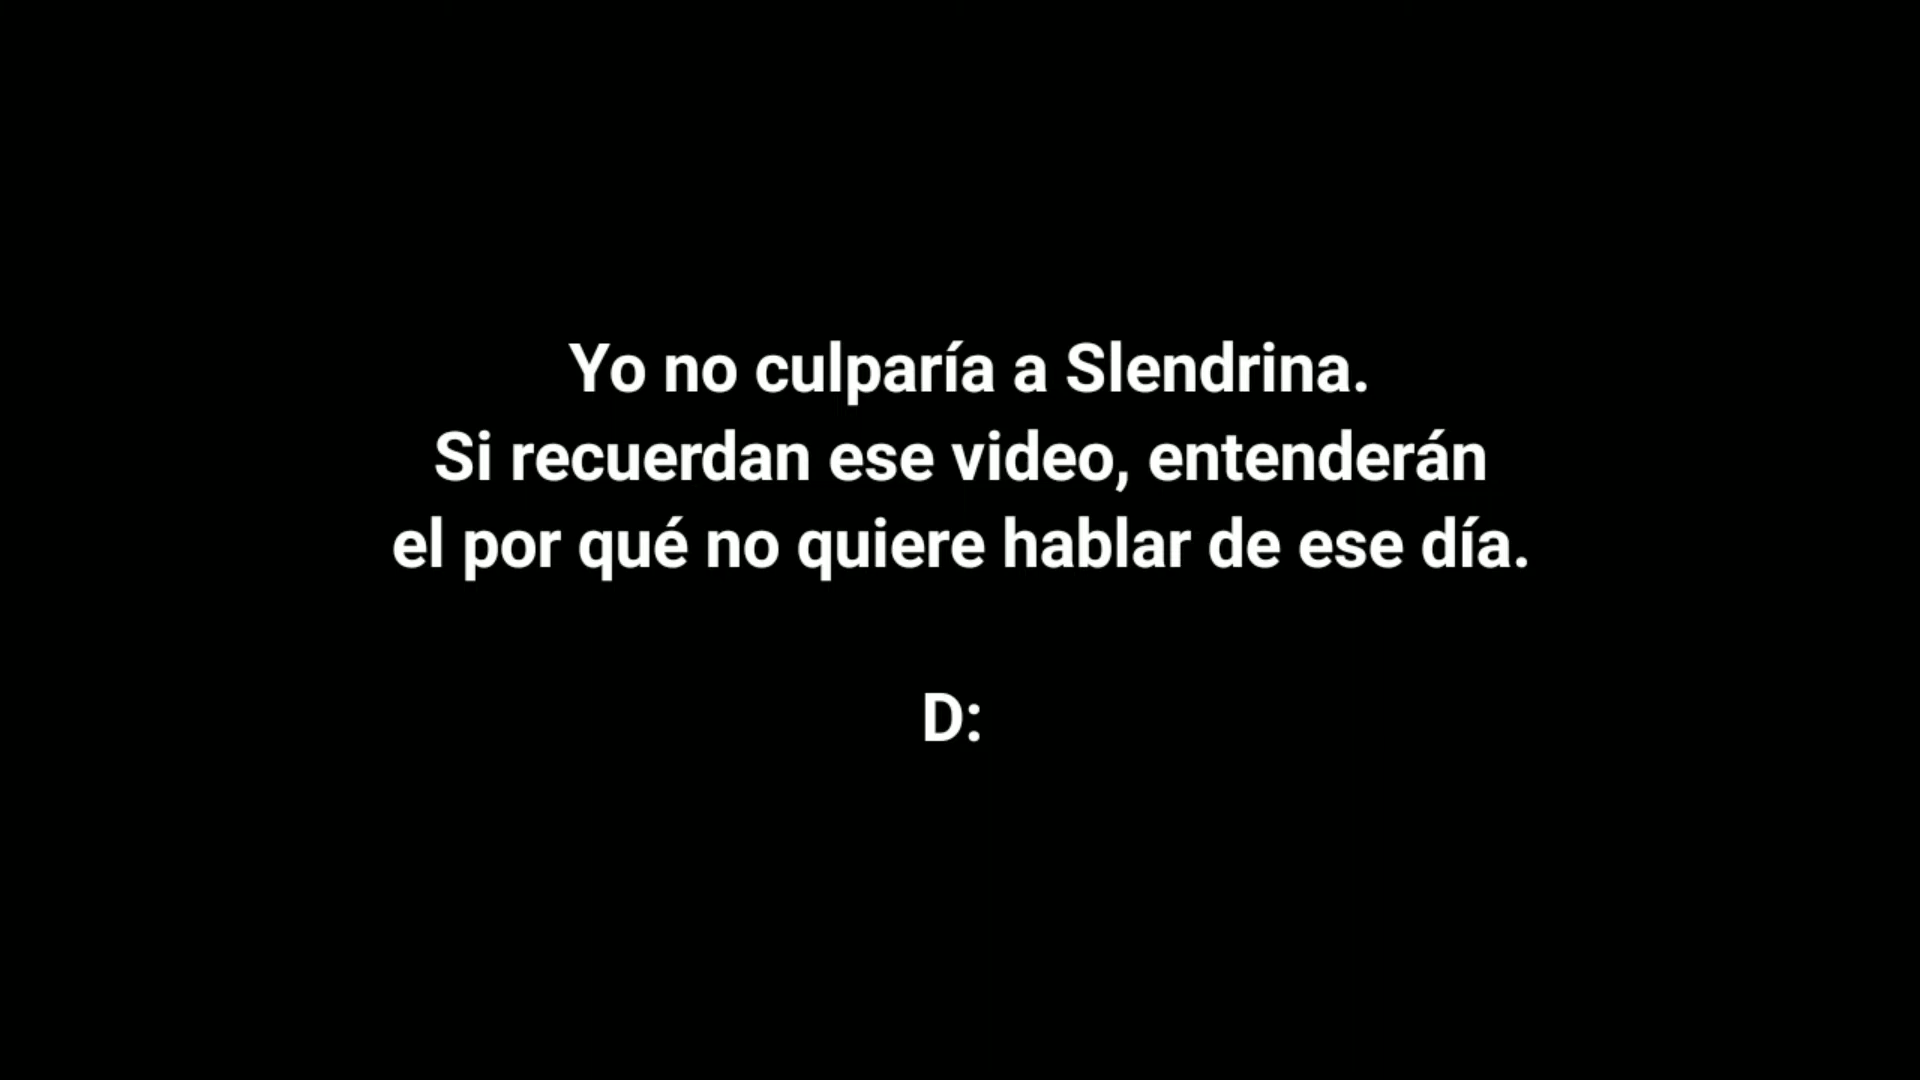 Yo no culparía a Slendrina.
Si recuerdan ese video, entenderán
el por qué no quiere hablar de ese día.
D: